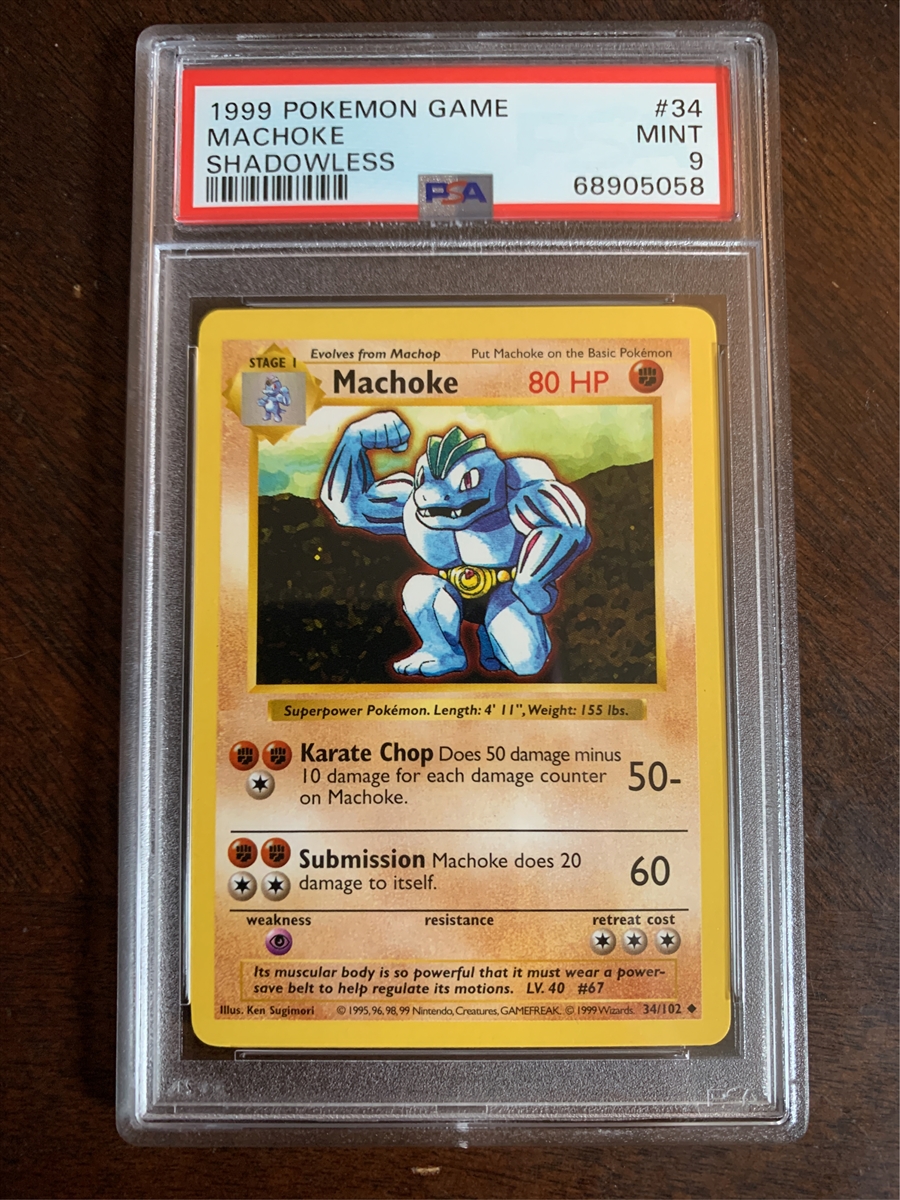 1999 POKEMON GAME #34
MACHOKE MINT
SHADOWLESS 9
PSA 68905058
STAGE 1 Evolves from Machop Put Machoke on the Basic Pokémon
Machoke 80 HP
Superpower Pokémon. Length: 4' 11", Weight: 155 lbs.
Karate Chop Does 50 damage minus
10 damage for each damage counter 50-
on Machoke.
Submission Machoke does 20
damage to itself. 60
weakness resistance retreat cost
Its muscular body is so powerful that it must wear a power-
save belt to help regulate its motions. LV. 40 #67
Illus. Ken Sugimori © 1995, 96, 98, 99 Nintendo, Creatures, GAMEFREAK. © 1999 Wizards. 34/102